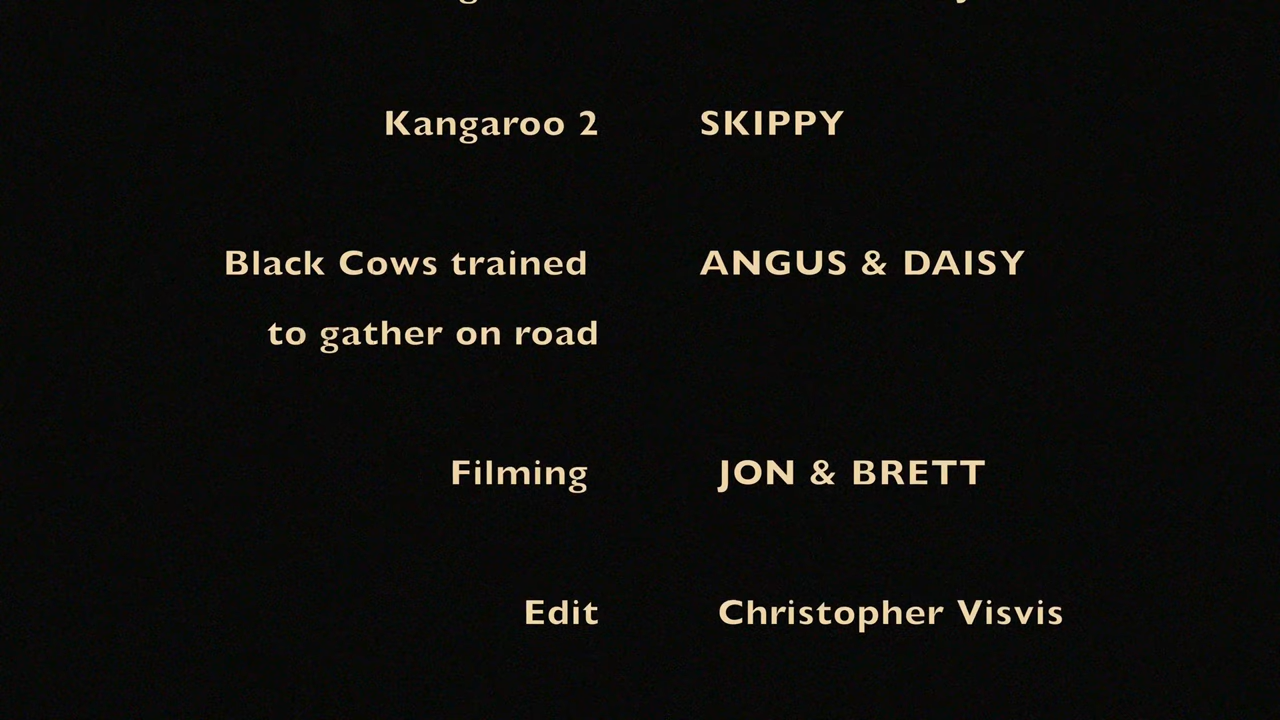 Kangaroo 2 SKIPPY
Black Cows trained ANGUS & DAISY
to gather on road
Filming JON & BRETT
Edit Christopher Visvis